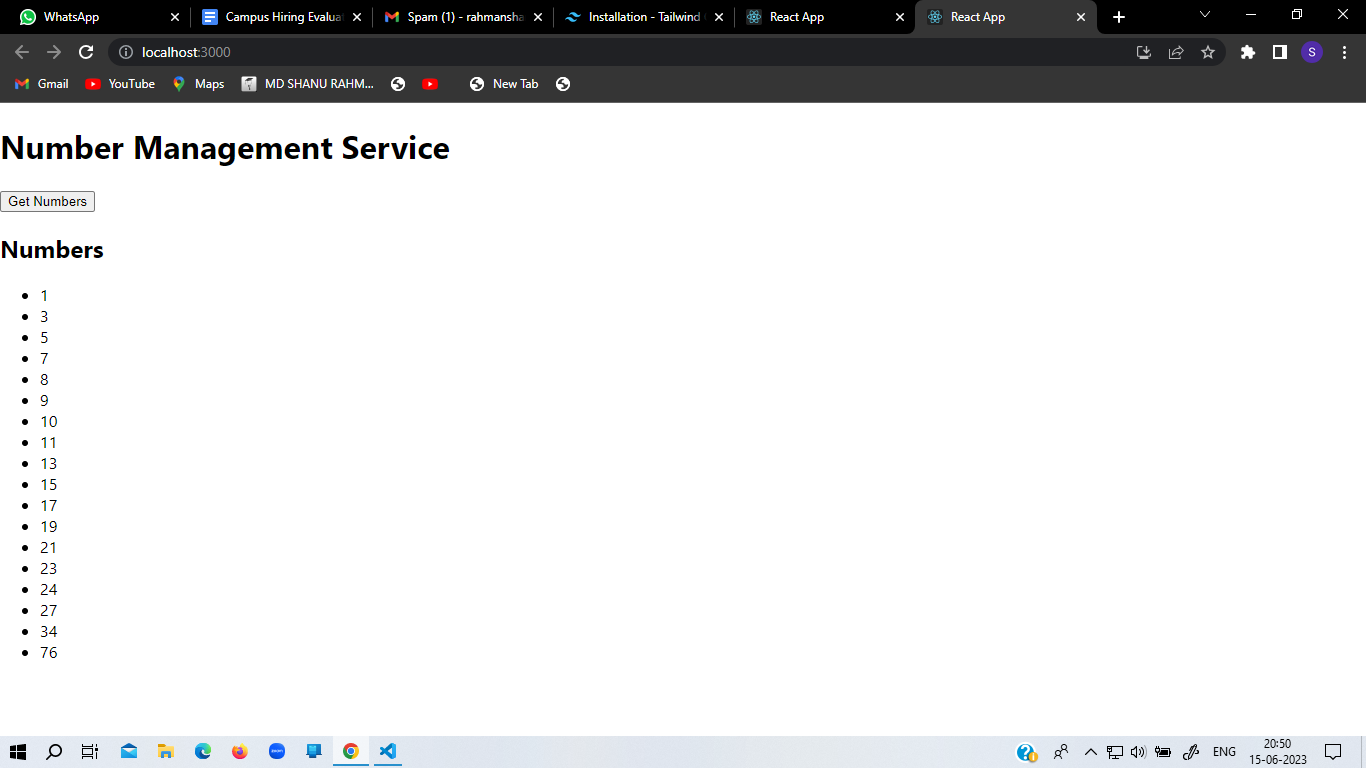 WhatsApp
Campus Hiring Evaluat
Spam (1) - rahmansha
Installation - Tailwind
React App
React App
localhost:3000
S
Gmail
YouTube
Maps
MD SHANU RAHM...
New Tab
Number Management Service
Get Numbers
Numbers
1
3
5
7
8
9
10
11
13
15
17
19
21
23
24
27
34
76
zoom
ENG
20:50
15-06-2023